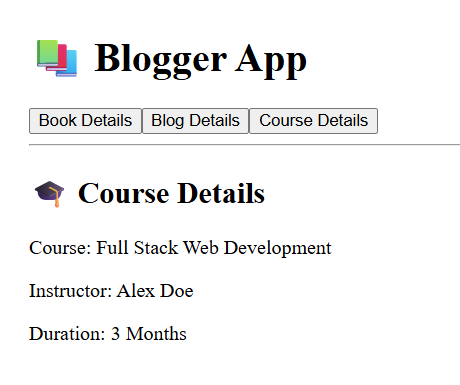 Blogger App
Book Details Blog Details Course Details
Course Details
Course: Full Stack Web Development
Instructor: Alex Doe
Duration: 3 Months